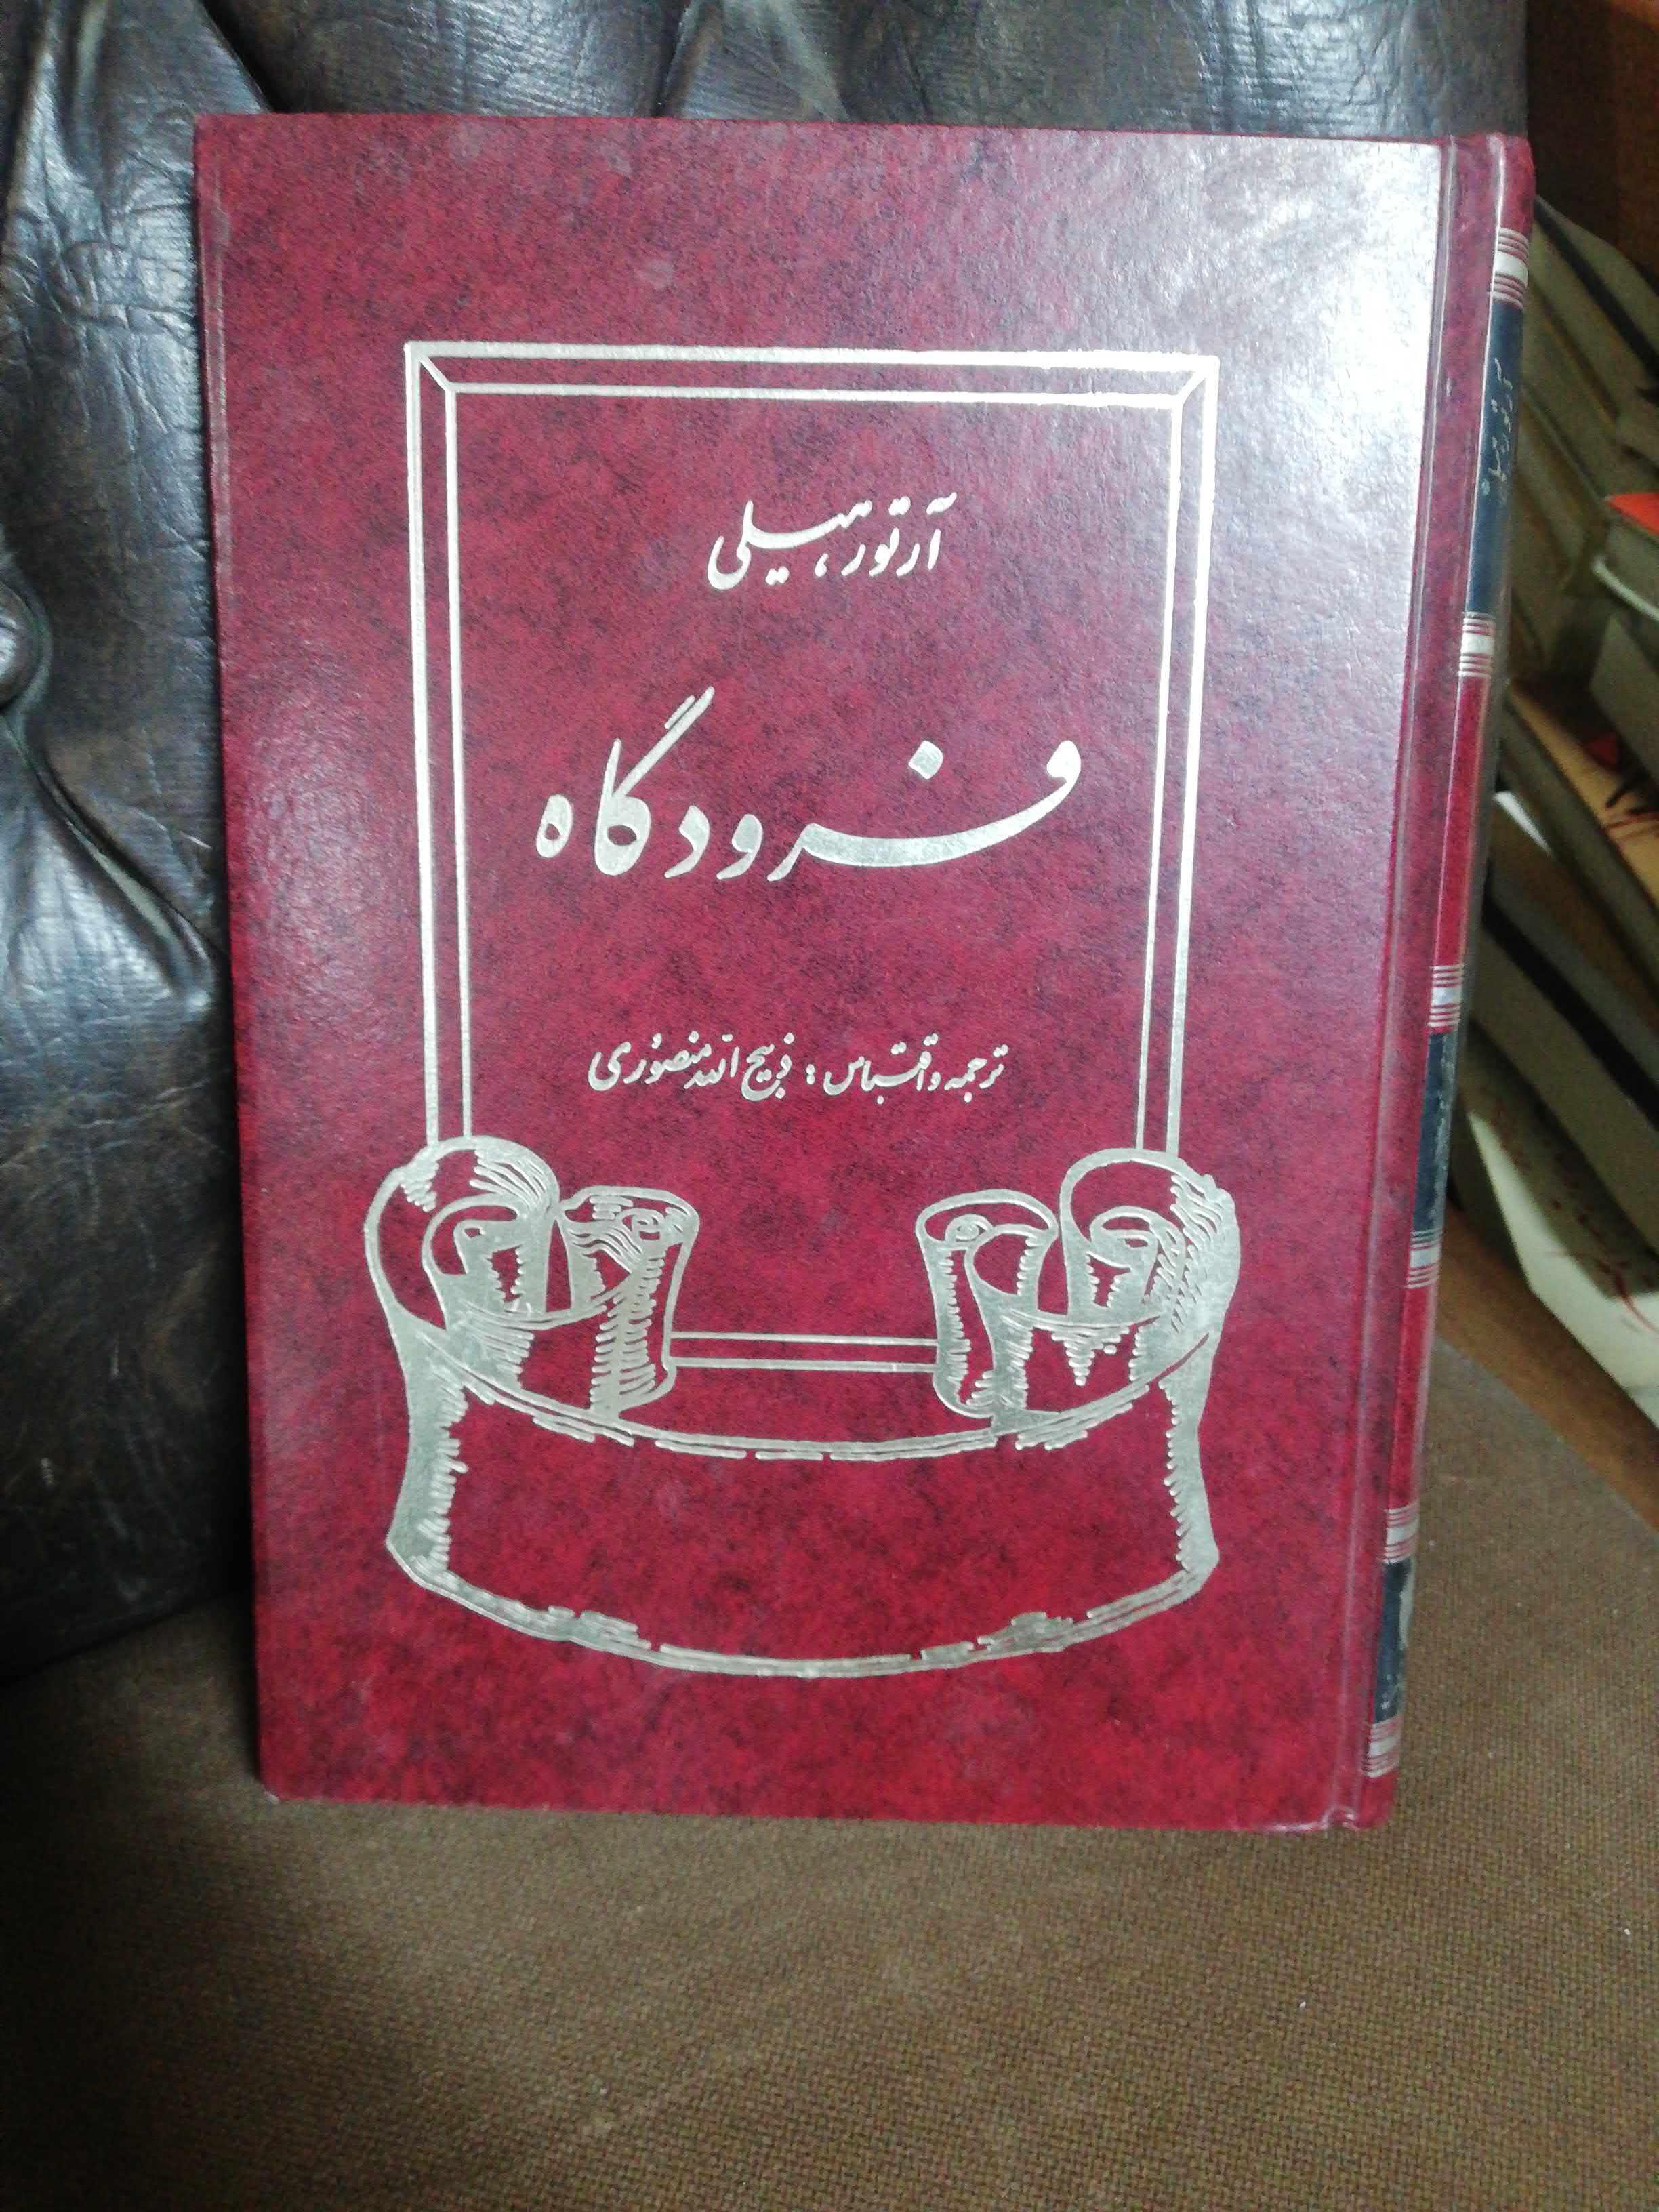 آرتور هیلی
فرودگاه
ترجمه و اقتباس : ذبیح الله منصوری